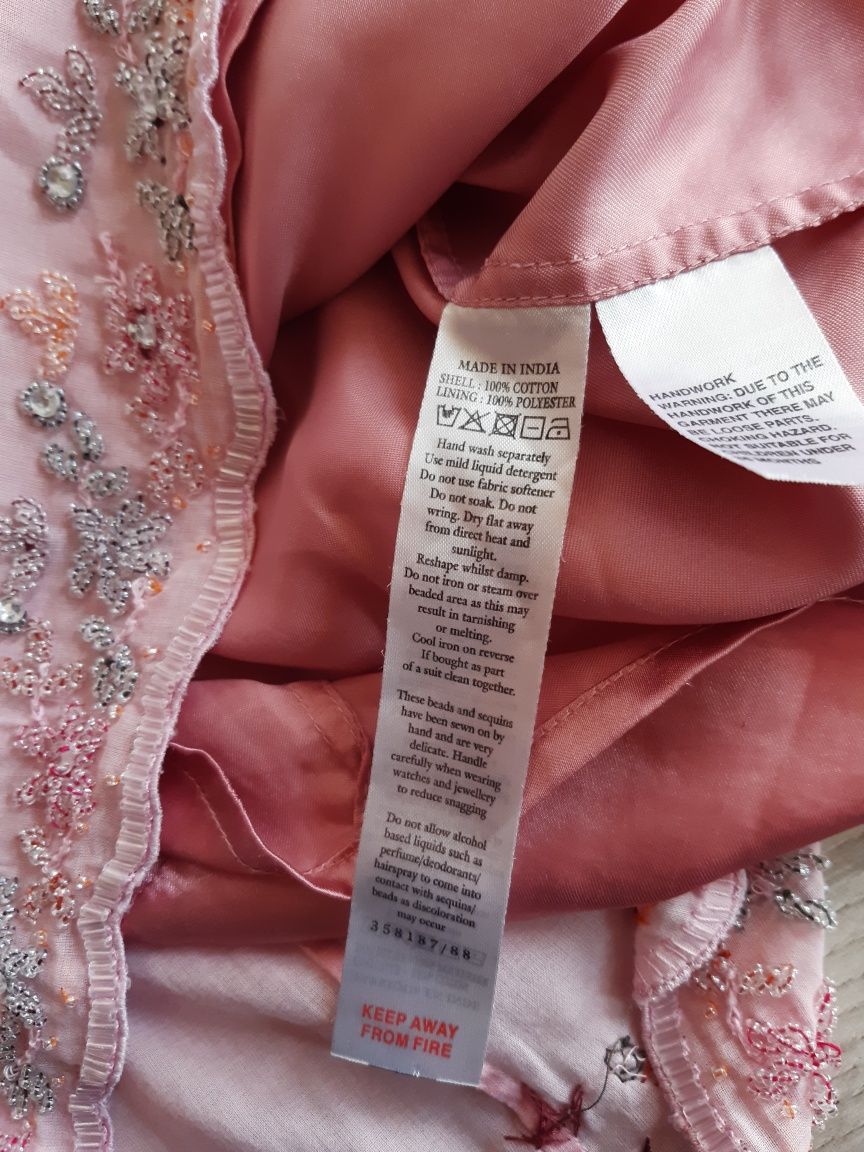 MADE IN INDIA
SHELL : 100% COTTON
LINING : 100% POLYESTER
Hand wash separately
Use mild liquid detergent
Do not use fabric softener
Do not soak. Do not
wring. Dry flat away
from direct heat and
sunlight.
Reshape whilst damp.
Do not iron or steam over
beaded area as this may
result in tarnishing
or melting.
Cool iron on reverse
If bought as part
of a suit clean together.
These beads and sequins
have been sewn on by
hand and are very
delicate. Handle
carefully when wearing
watches and jewellery
to reduce snagging
Do not allow alcohol
based liquids such as
perfume/deodorants/
hairspray to come into
contact with sequins/
beads as discoloration
may occur
358187/88
KEEP AWAY
FROM FIRE
HANDWORK
WARNING: DUE TO THE
HANDWORK OF THIS
GARMENT THERE MAY
BE LOOSE PARTS.
CHOKING HAZARD.
SUITABLE FOR
CHILDREN UNDER